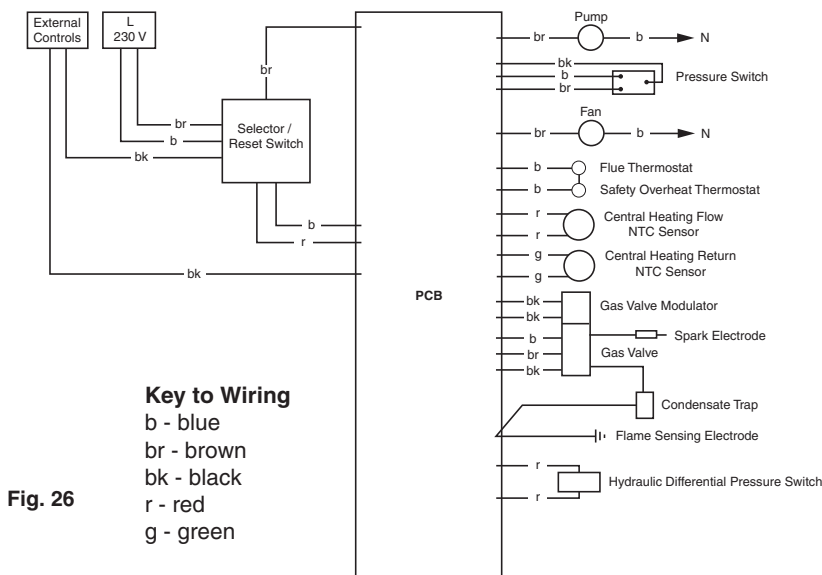 External
Controls
L
230 V
br
b
bk
br
Selector /
Reset Switch
b
r
bk
PCB
br
Pump
b
N
bk
b
br
Pressure Switch
br
Fan
b
N
b
Flue Thermostat
b
Safety Overheat Thermostat
r
r
Central Heating Flow
NTC Sensor
g
g
Central Heating Return
NTC Sensor
bk
bk
Gas Valve Modulator
b
br
bk
Spark Electrode
Gas Valve
Condensate Trap
Flame Sensing Electrode
r
r
Hydraulic Differential Pressure Switch
Key to Wiring
b - blue
br - brown
bk - black
r - red
g - green
Fig. 26